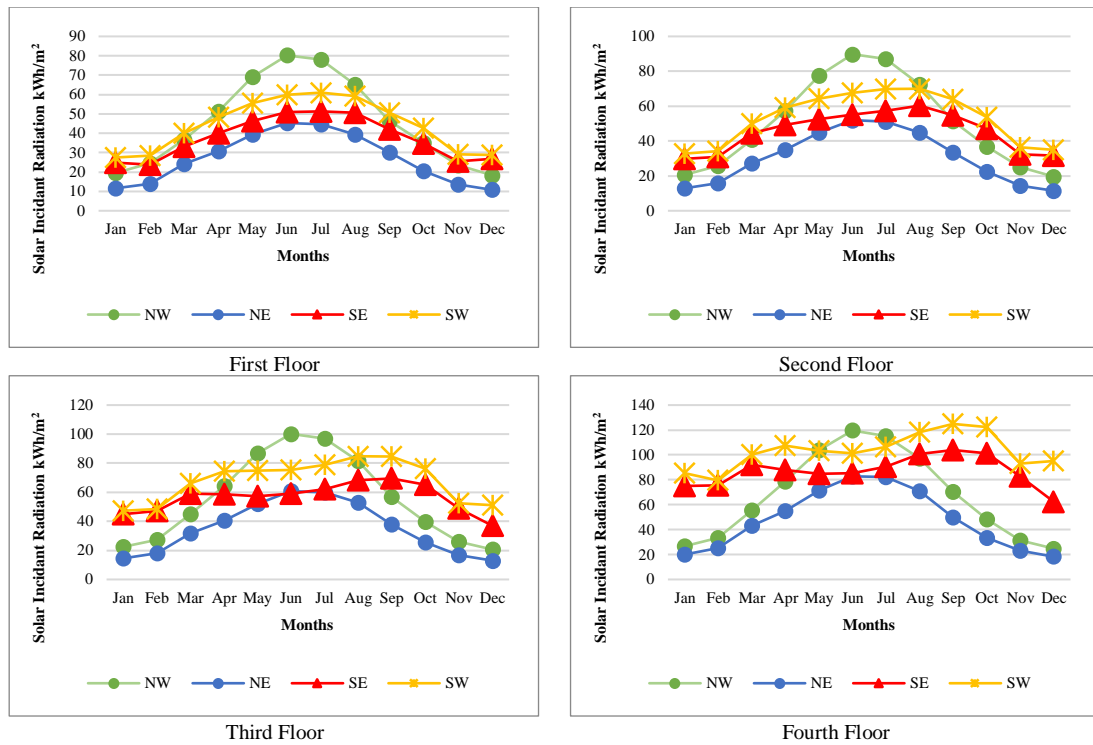 Solar Incidant Radiation kWh/m²
90
80
70
60
50
40
30
20
10
0
Jan Feb Mar Apr May Jun Jul Aug Sep Oct Nov Dec
Months
NW NE SE SW
First Floor
Solar Incidant Radiation kWh/m²
100
80
60
40
20
0
Jan Feb Mar Apr May Jun Jul Aug Sep Oct Nov Dec
Months
NW NE SE SW
Second Floor
Solar Incidant Radiation kWh/m²
120
100
80
60
40
20
0
Jan Feb Mar Apr May Jun Jul Aug Sep Oct Nov Dec
Months
NW NE SE SW
Third Floor
Solar Incidant Radiation kWh/m²
140
120
100
80
60
40
20
0
Jan Feb Mar Apr May Jun Jul Aug Sep Oct Nov Dec
Months
NW NE SE SW
Fourth Floor